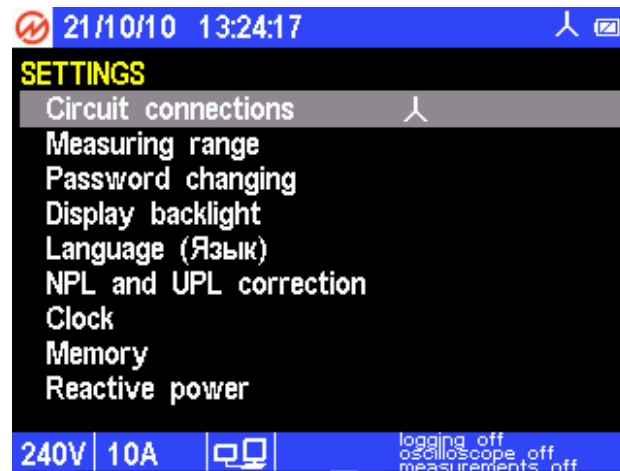 21/10/10 13:24:17
SETTINGS
Circuit connections
Measuring range
Password changing
Display backlight
Language (Язык)
NPL and UPL correction
Clock
Memory
Reactive power
240V 10A
logging off
oscilloscope off
measurements off